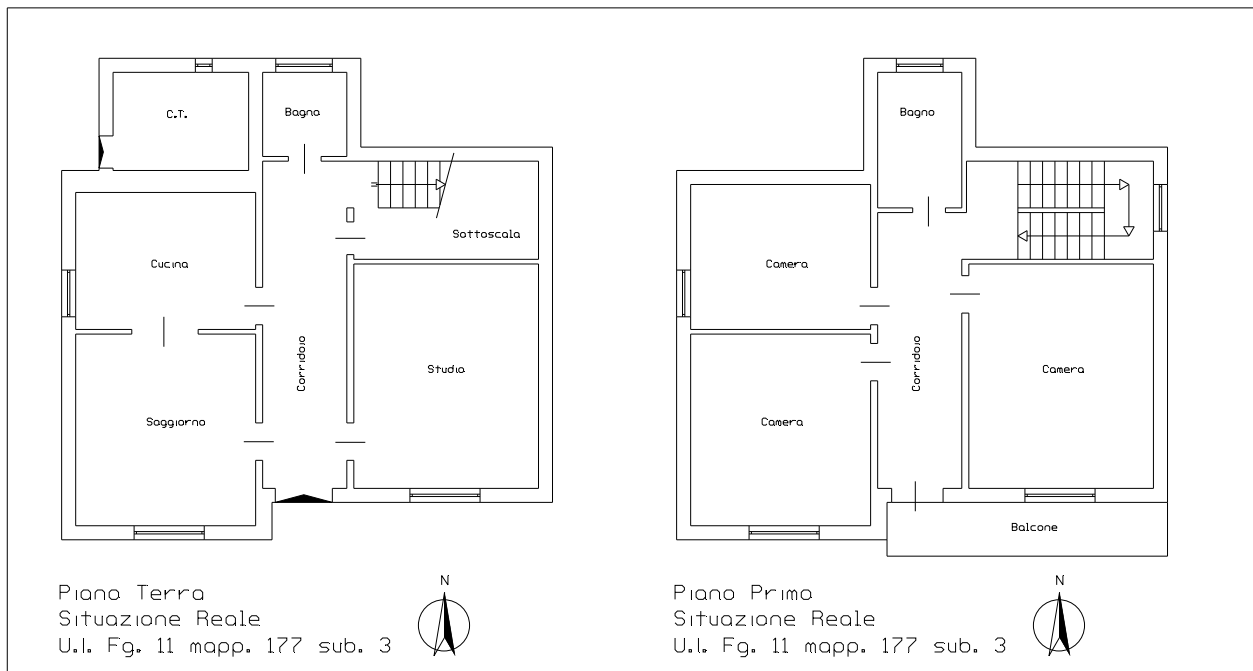 C.T.
Bagno
Sottoscala
Cucina
Corridoio
Studio
Soggiorno
Piano Terra
Situazione Reale
U.I. Fg. 11 mapp. 177 sub. 3
N
Bagno
Camera
Corridoio
Camera
Camera
Balcone
Piano Primo
Situazione Reale
U.I. Fg. 11 mapp. 177 sub. 3
N